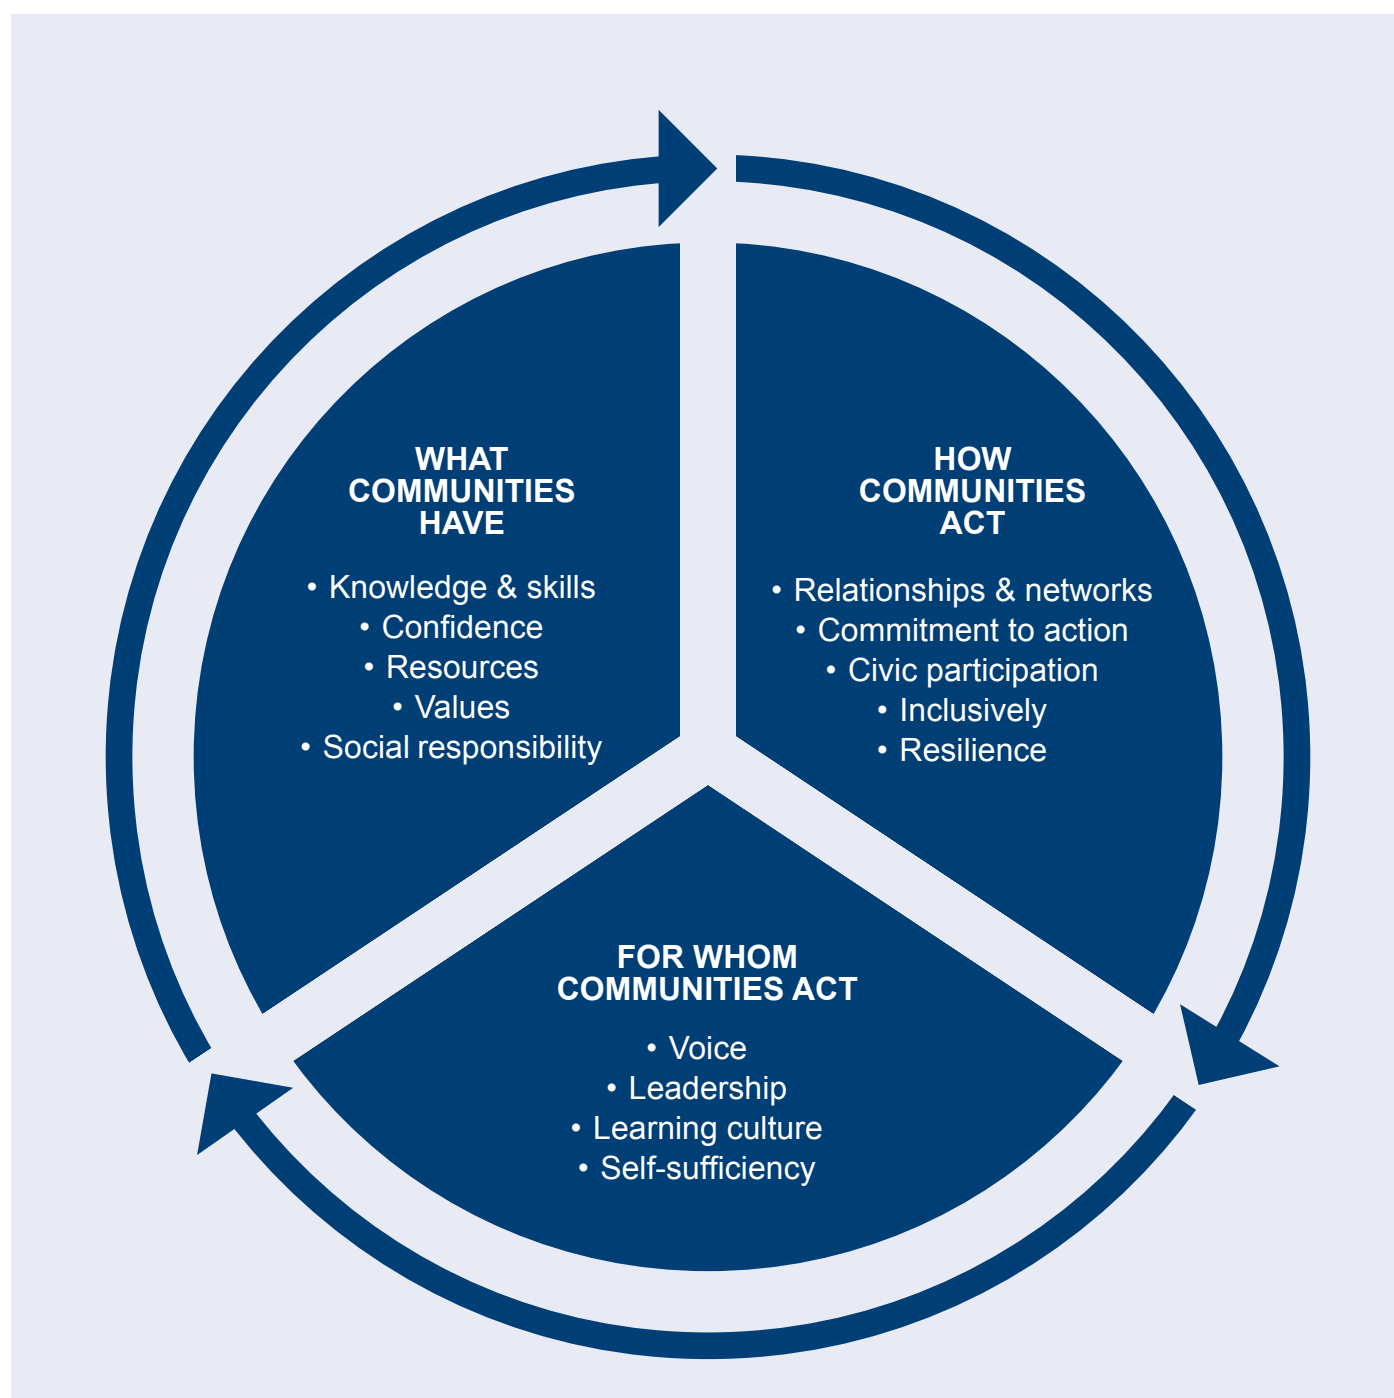 WHAT
COMMUNITIES
HAVE
• Knowledge & skills
• Confidence
• Resources
• Values
• Social responsibility
HOW
COMMUNITIES
ACT
• Relationships & networks
• Commitment to action
• Civic participation
• Inclusively
• Resilience
FOR WHOM
COMMUNITIES ACT
• Voice
• Leadership
• Learning culture
• Self-sufficiency